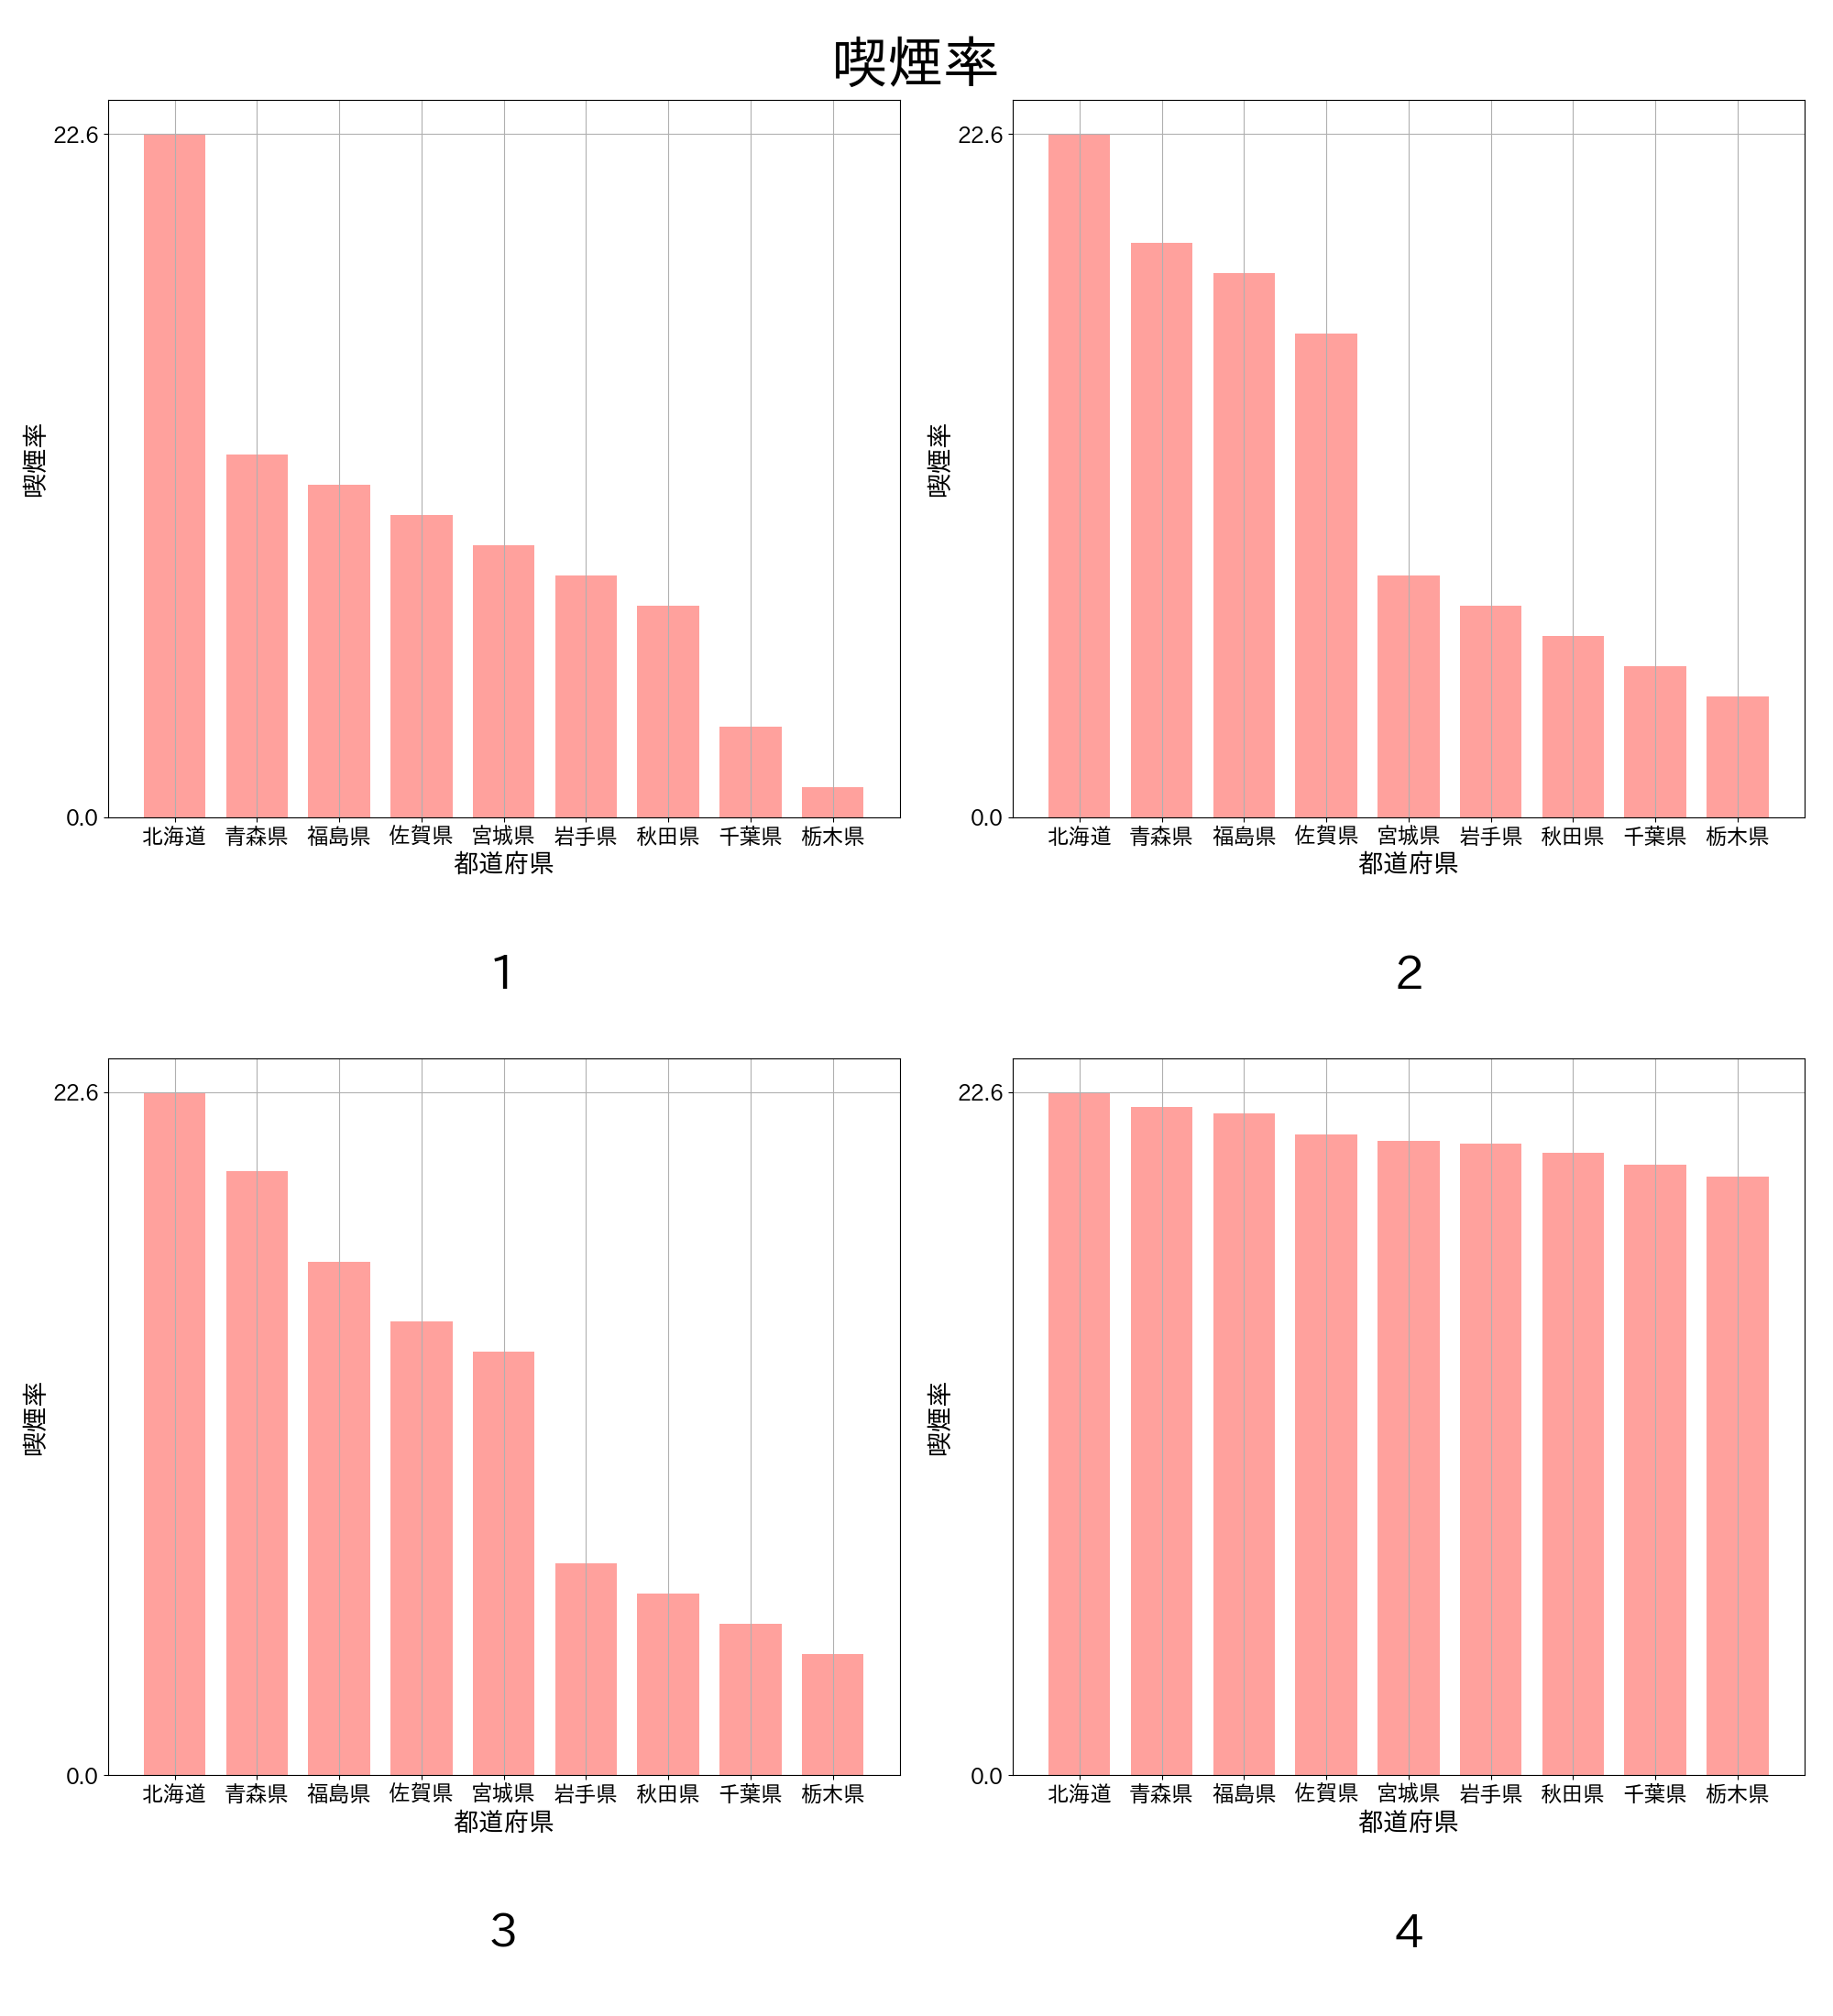 喫煙率
22.6
0.0
喫煙率
北海道 青森県 福島県 佐賀県 宮城県 岩手県 秋田県 千葉県 栃木県
都道府県
1
22.6
0.0
喫煙率
北海道 青森県 福島県 佐賀県 宮城県 岩手県 秋田県 千葉県 栃木県
都道府県
2
22.6
0.0
喫煙率
北海道 青森県 福島県 佐賀県 宮城県 岩手県 秋田県 千葉県 栃木県
都道府県
3
22.6
0.0
喫煙率
北海道 青森県 福島県 佐賀県 宮城県 岩手県 秋田県 千葉県 栃木県
都道府県
4